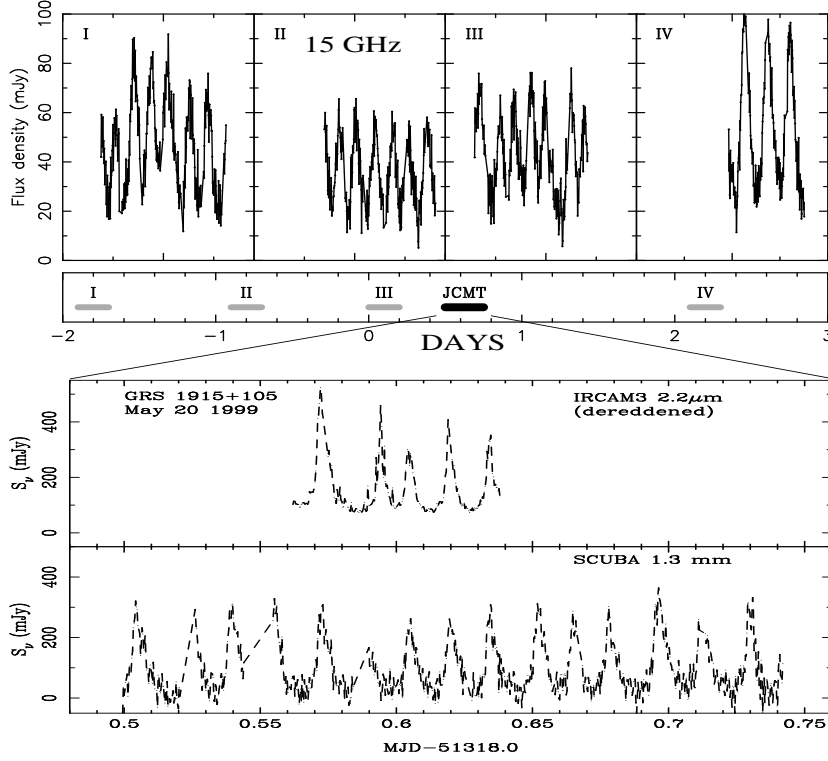 100
80
60
40
20
0
Flux density (mJy)
I
II
15 GHz
III
IV
I
II
III
JCMT
IV
-2 -1 0 1 2 3
DAYS
GRS 1915+105
May 20 1999
IRCAM3 2.2μm
(dereddened)
400
200
0
Sν (mJy)
SCUBA 1.3 mm
400
200
0
Sν (mJy)
0.5 0.55 0.6 0.65 0.7 0.75
MJD-51318.0